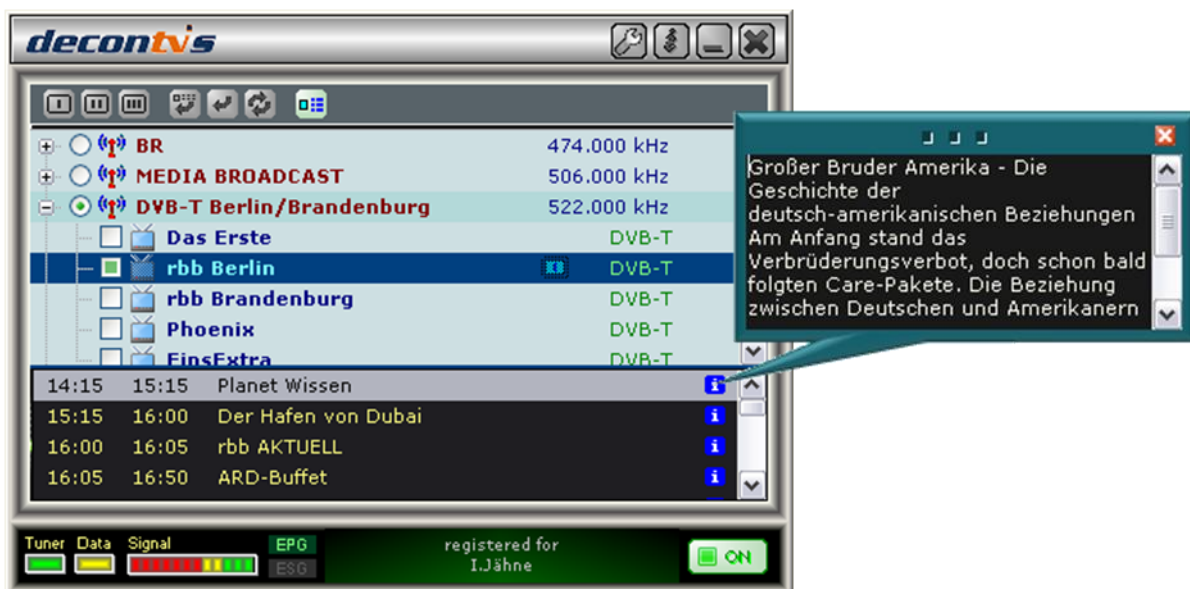 decontv's
BR 474.000 kHz
MEDIA BROADCAST 506.000 kHz
DVB-T Berlin/Brandenburg 522.000 kHz
Das Erste DVB-T
rbb Berlin DVB-T
rbb Brandenburg DVB-T
Phoenix DVB-T
EinsExtra DVB-T
Großer Bruder Amerika - Die
Geschichte der
deutsch-amerikanischen Beziehungen
Am Anfang stand das
Verbrüderungsverbot, doch schon bald
folgten Care-Pakete. Die Beziehung
zwischen Deutschen und Amerikanern
14:15 15:15 Planet Wissen i
15:15 16:00 Der Hafen von Dubai i
16:00 16:05 rbb AKTUELL i
16:05 16:50 ARD-Buffet i
Tuner Data Signal EPG
ESG
registered for
I.Jähne
ON